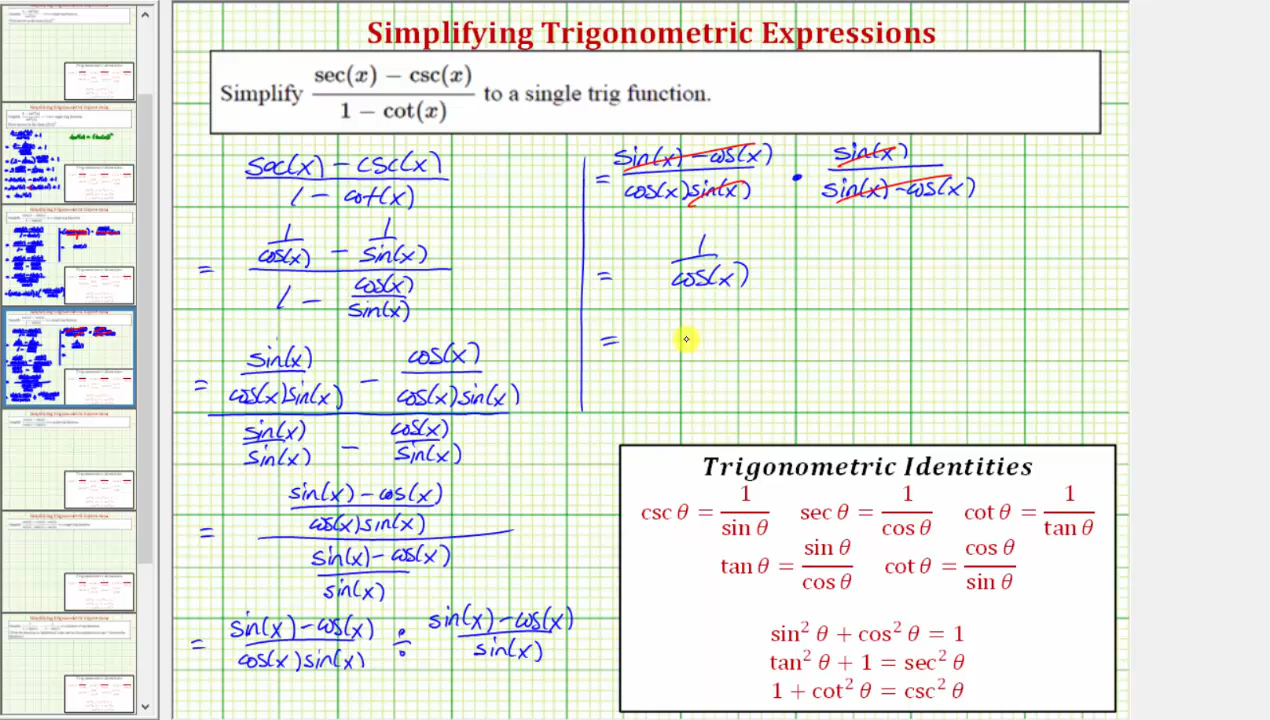 Simplifying Trigonometric Expressions
Simplify (sec(x) − csc(x))/(1 − cot(x)) to a single trig function.
(sec(x) − csc(x))/(1 − cot(x))
= (1/cos(x) − 1/sin(x))/(1 − cos(x)/sin(x))
= (sin(x)/(cos(x)sin(x)) − cos(x)/(cos(x)sin(x)))/(sin(x)/sin(x) − cos(x)/sin(x))
= ((sin(x) − cos(x))/(cos(x)sin(x)))/((sin(x) − cos(x))/sin(x))
= (sin(x) − cos(x))/(cos(x)sin(x)) ÷ (sin(x) − cos(x))/sin(x)
= (sin(x) − cos(x))/(cos(x)sin(x)) • sin(x)/(sin(x) − cos(x))
= 1/cos(x)
=
Trigonometric Identities
csc θ = 1/sin θ sec θ = 1/cos θ cot θ = 1/tan θ
tan θ = sin θ/cos θ cot θ = cos θ/sin θ
sin² θ + cos² θ = 1
tan² θ + 1 = sec² θ
1 + cot² θ = csc² θ